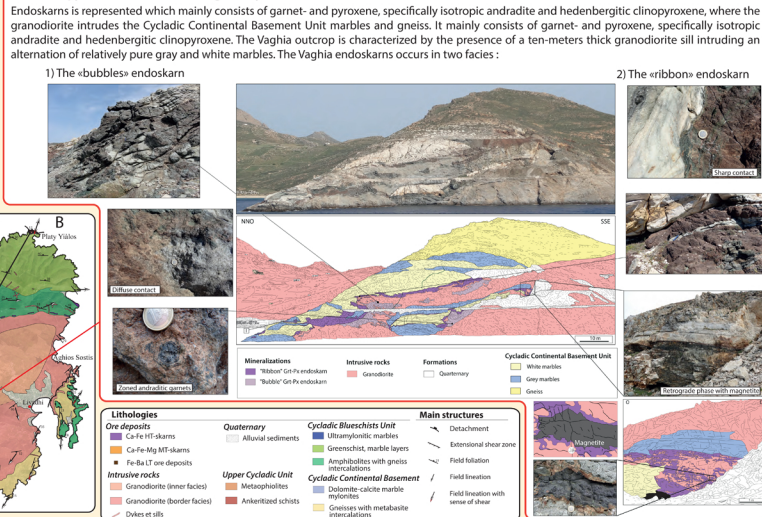 Endoskarns is represented which mainly consists of garnet- and pyroxene, specifically isotropic andradite and hedenbergitic clinopyroxene, where the
granodiorite intrudes the Cycladic Continental Basement Unit marbles and gneiss. It mainly consists of garnet- and pyroxene, specifically isotropic
andradite and hedenbergitic clinopyroxene. The Vaghia outcrop is characterized by the presence of a ten-meters thick granodiorite sill intruding an
alternation of relatively pure gray and white marbles. The Vaghia endoskarns occurs in two facies :
1) The «bubbles» endoskarn
2) The «ribbon» endoskarn
Sharp contact
B
Platy Yiálos
Aghios Sostis
Livadhi
Diffuse contact
Zoned andraditic garnets
NNO
SSE
10 m
Retrograde phase with magnetite
Mineralizations
"Ribbon" Grt-Px endoskarn
"Bubble" Grt-Px endoskarn
Intrusive rocks
Granodiorite
Formations
Quaternary
Cycladic Continental Basement Unit
White marbles
Grey marbles
Gneiss
Magnetite
Lithologies
Ore deposits
Ca-Fe HT-skarns
Ca-Fe-Mg MT-skarns
Fe-Ba LT ore deposits
Intrusive rocks
Granodiorite (inner facies)
Granodiorite (border facies)
Dykes et sills
Quaternary
Alluvial sediments
Upper Cycladic Unit
Metaophiolites
Ankeritized schists
Cycladic Blueschists Unit
Ultramylonitic marbles
Greenschist, marble layers
Amphibolites with gneiss
intercalations
Cycladic Continental Basement
Dolomite-calcite marble
mylonites
Gneisses with metabasite
intercalations
Main structures
Detachment
Extensional shear zone
Field foliation
Field lineation
Field lineation with
sense of shear